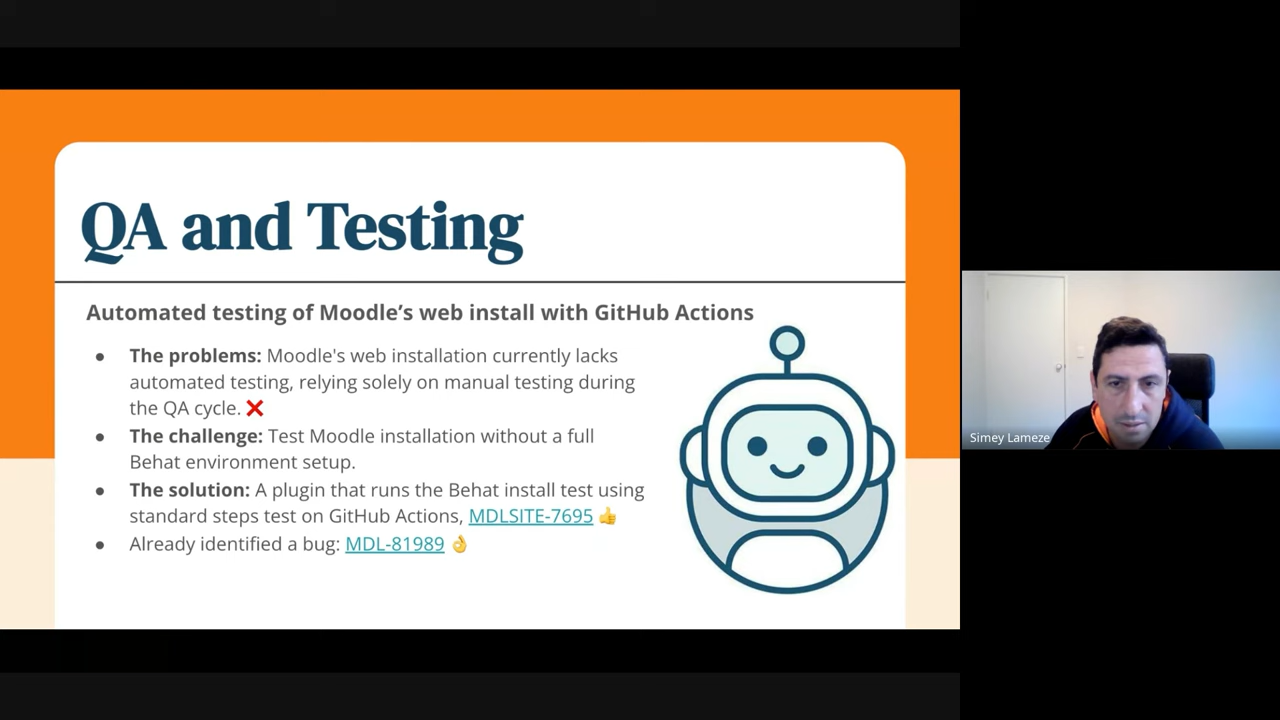 QA and Testing
Automated testing of Moodle’s web install with GitHub Actions
● The problems: Moodle's web installation currently lacks
automated testing, relying solely on manual testing during
the QA cycle. ❌
● The challenge: Test Moodle installation without a full
Behat environment setup.
● The solution: A plugin that runs the Behat install test using
standard steps test on GitHub Actions, MDLSITE-7695 👍
● Already identified a bug: MDL-81989 👌
Simey Lameze